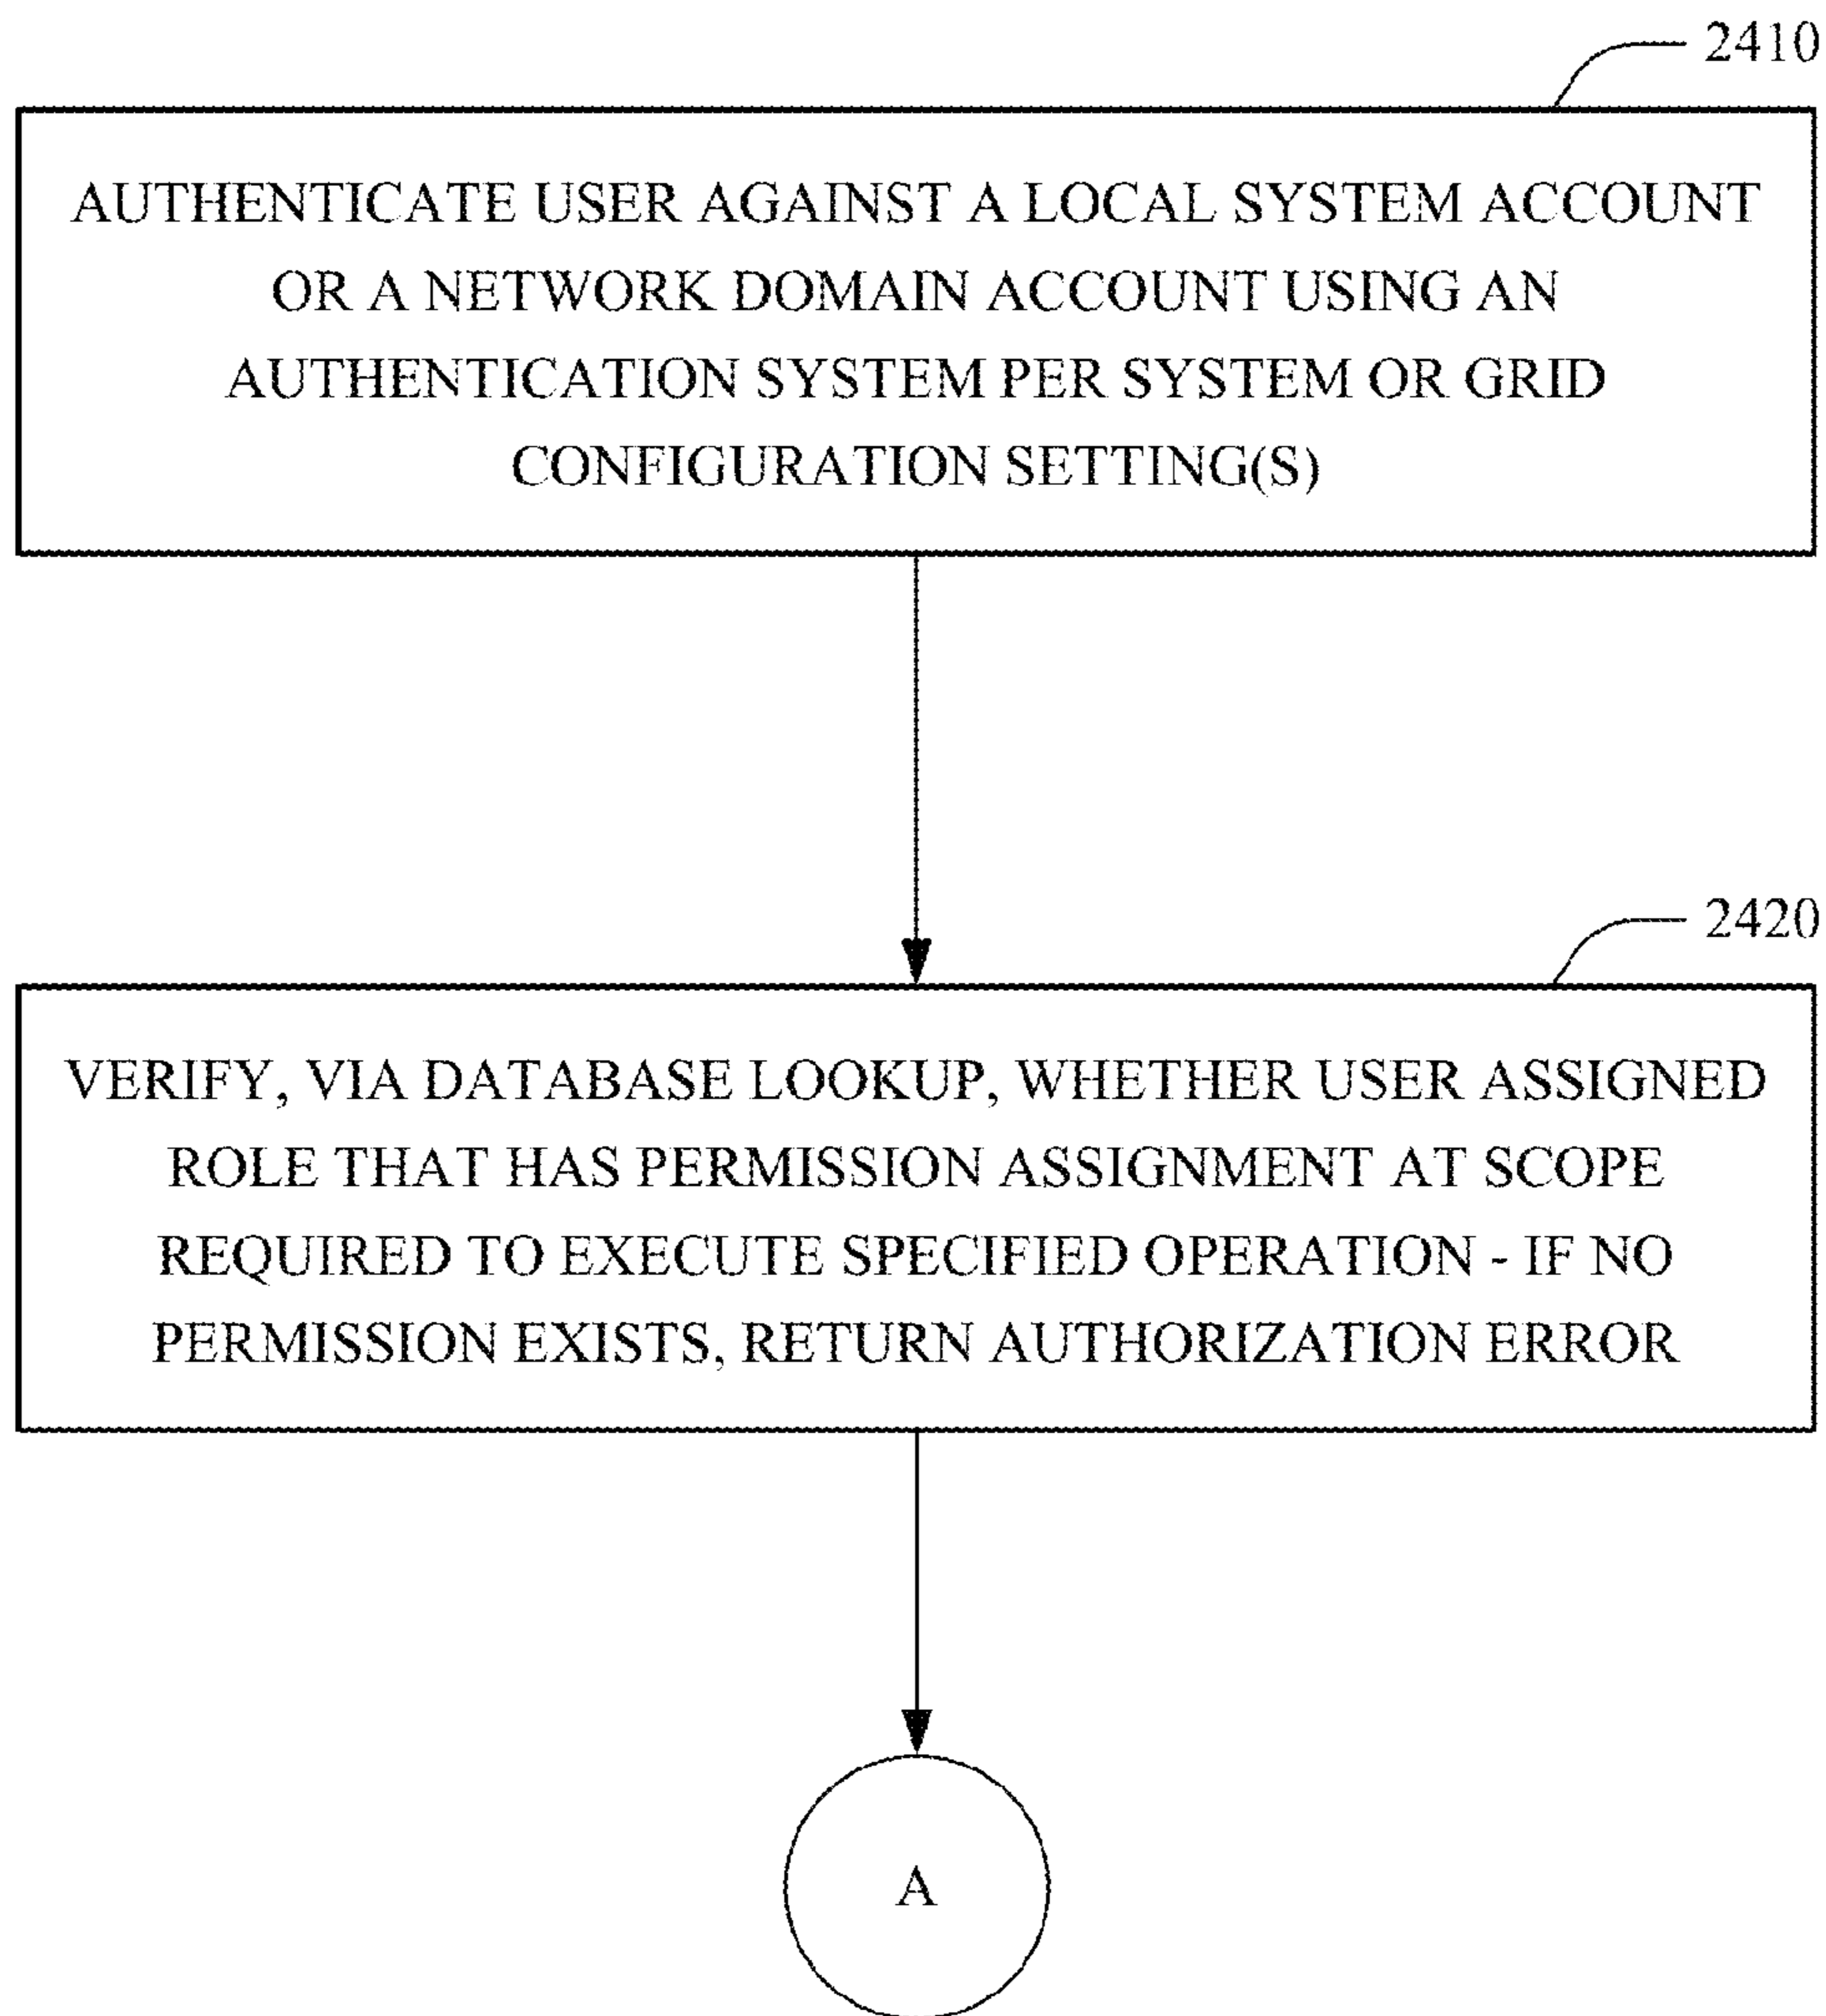 2410
AUTHENTICATE USER AGAINST A LOCAL SYSTEM ACCOUNT
OR A NETWORK DOMAIN ACCOUNT USING AN
AUTHENTICATION SYSTEM PER SYSTEM OR GRID
CONFIGURATION SETTING(S)
2420
VERIFY, VIA DATABASE LOOKUP, WHETHER USER ASSIGNED
ROLE THAT HAS PERMISSION ASSIGNMENT AT SCOPE
REQUIRED TO EXECUTE SPECIFIED OPERATION - IF NO
PERMISSION EXISTS, RETURN AUTHORIZATION ERROR
A